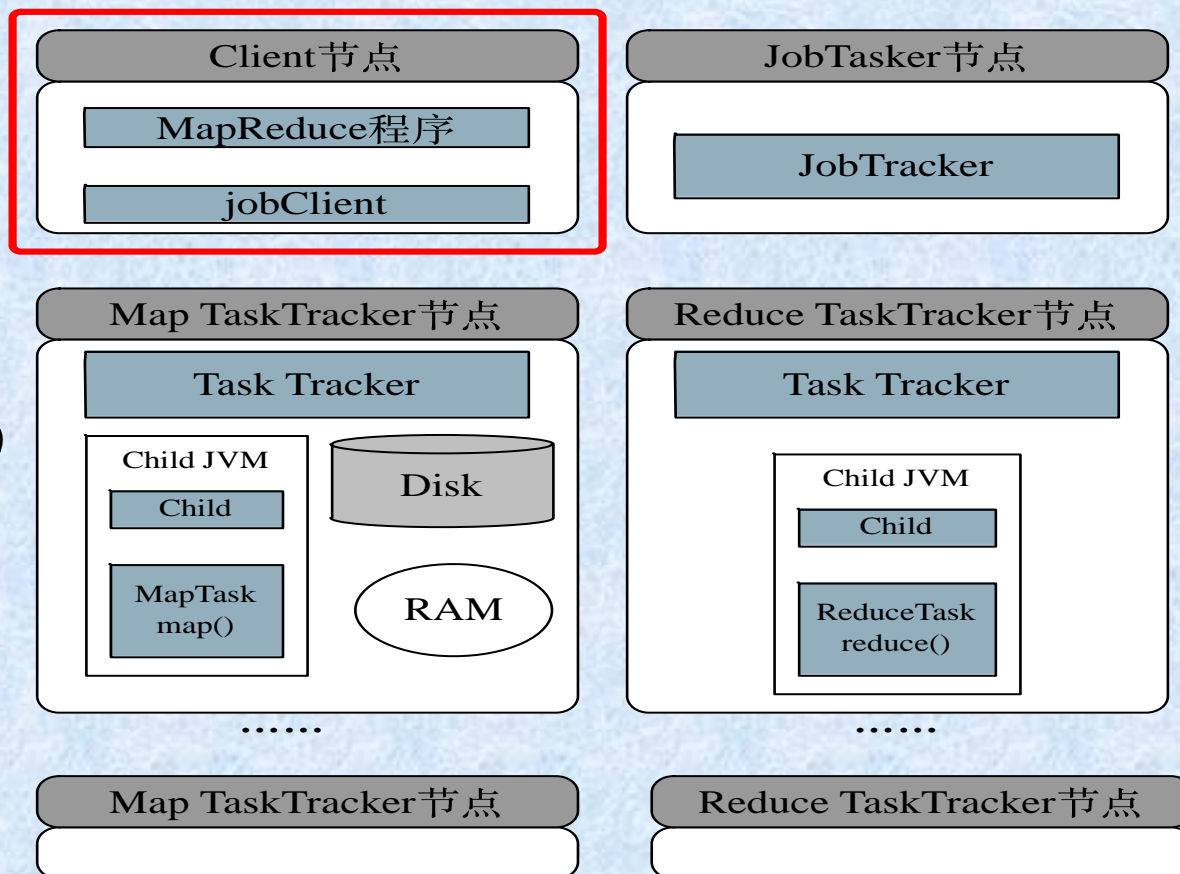 Client节点
MapReduce程序
jobClient
JobTasker节点
JobTracker
Map TaskTracker节点
Task Tracker
Child JVM
Child
MapTask
map()
Disk
RAM
……
Reduce TaskTracker节点
Task Tracker
Child JVM
Child
ReduceTask
reduce()
……
Map TaskTracker节点
Reduce TaskTracker节点